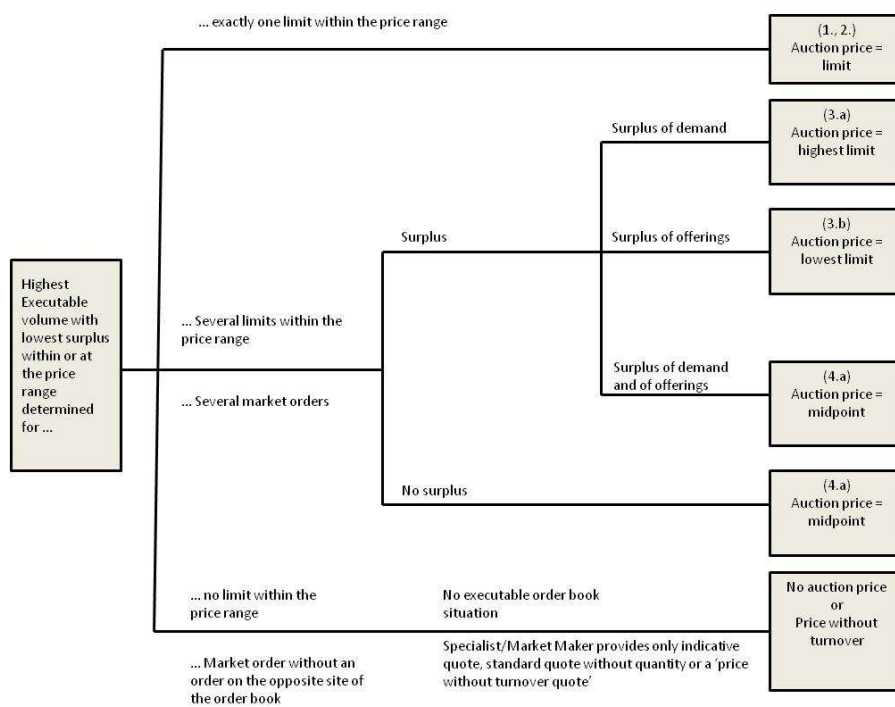 ... exactly one limit within the price range
(1., 2.)
Auction price =
limit
Surplus of demand
(3.a)
Auction price =
highest limit
Surplus
Surplus of offerings
(3.b)
Auction price =
lowest limit
Highest
Executable
volume with
lowest surplus
within or at
the price
range
determined
for ...
... Several limits within the
price range
... Several market orders
Surplus of demand
and of offerings
(4.a)
Auction price =
midpoint
No surplus
(4.a)
Auction price =
midpoint
... no limit within the
price range
No executable order book
situation
No auction price
or
Price without
turnover
... Market order without an
order on the opposite site of
the order book
Specialist/Market Maker provides only indicative
quote, standard quote without quantity or a ‘price
without turnover quote’